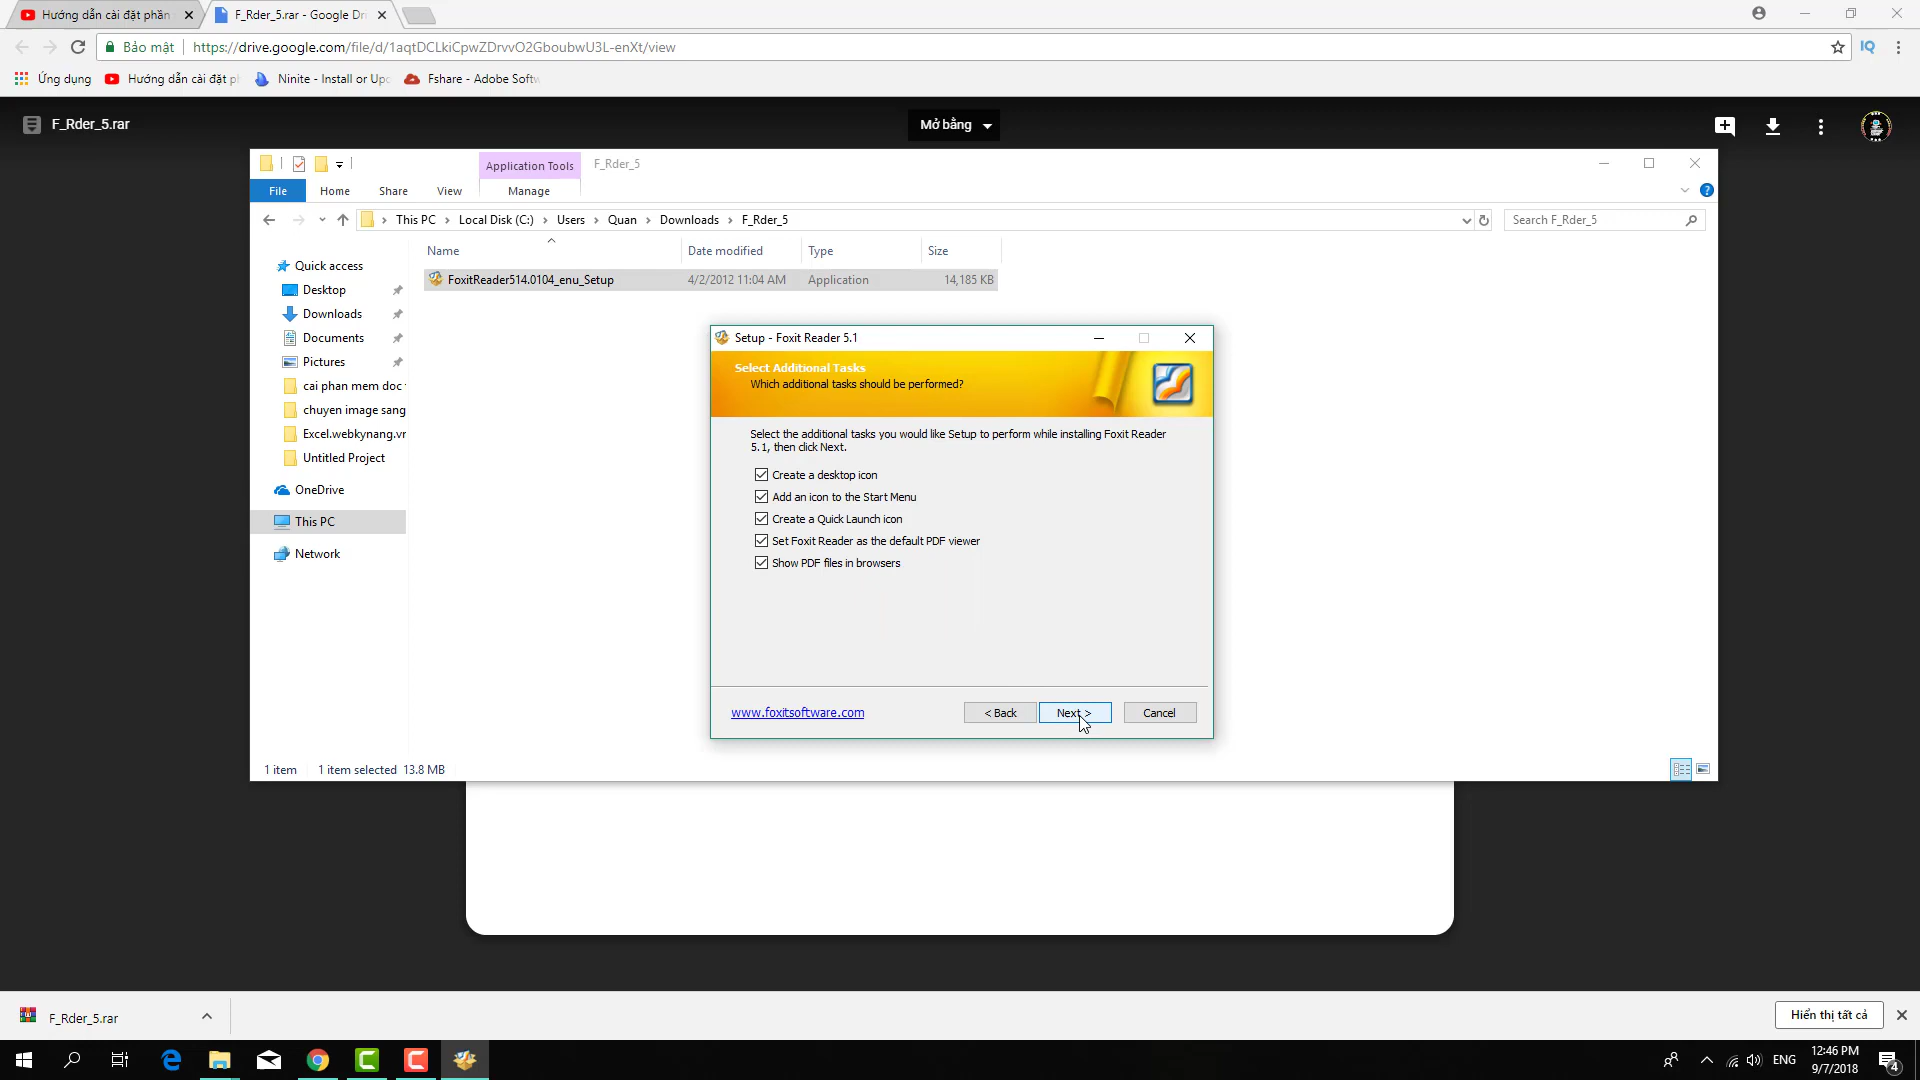 Hướng dẫn cài đặt phần
F_Rder_5.rar - Google Dr
Bảo mật
https://drive.google.com/file/d/1aqtDCLkiCpwZDrvvO2GboubwU3L-enXt/view
IQ
Ứng dụng
Hướng dẫn cài đặt p
Ninite - Install or Up
Fshare - Adobe Softw
F_Rder_5.rar
Mở bằng
Application Tools
F_Rder_5
File
Home
Share
View
Manage
This PC
Local Disk (C:)
Users
Quan
Downloads
F_Rder_5
Search F_Rder_5
Name
Date modified
Type
Size
FoxitReader514.0104_enu_Setup
4/2/2012 11:04 AM
Application
14,185 KB
Quick access
Desktop
Downloads
Documents
Pictures
cai phan mem doc
chuyen image sang
Excel.webkynang.vr
Untitled Project
OneDrive
This PC
Network
Setup - Foxit Reader 5.1
Select Additional Tasks
Which additional tasks should be performed?
Select the additional tasks you would like Setup to perform while installing Foxit Reader
5.1, then click Next.
Create a desktop icon
Add an icon to the Start Menu
Create a Quick Launch icon
Set Foxit Reader as the default PDF viewer
Show PDF files in browsers
www.foxitsoftware.com
< Back
Next >
Cancel
1 item
1 item selected 13.8 MB
F_Rder_5.rar
Hiển thị tất cả
ENG
12:46 PM
9/7/2018
4